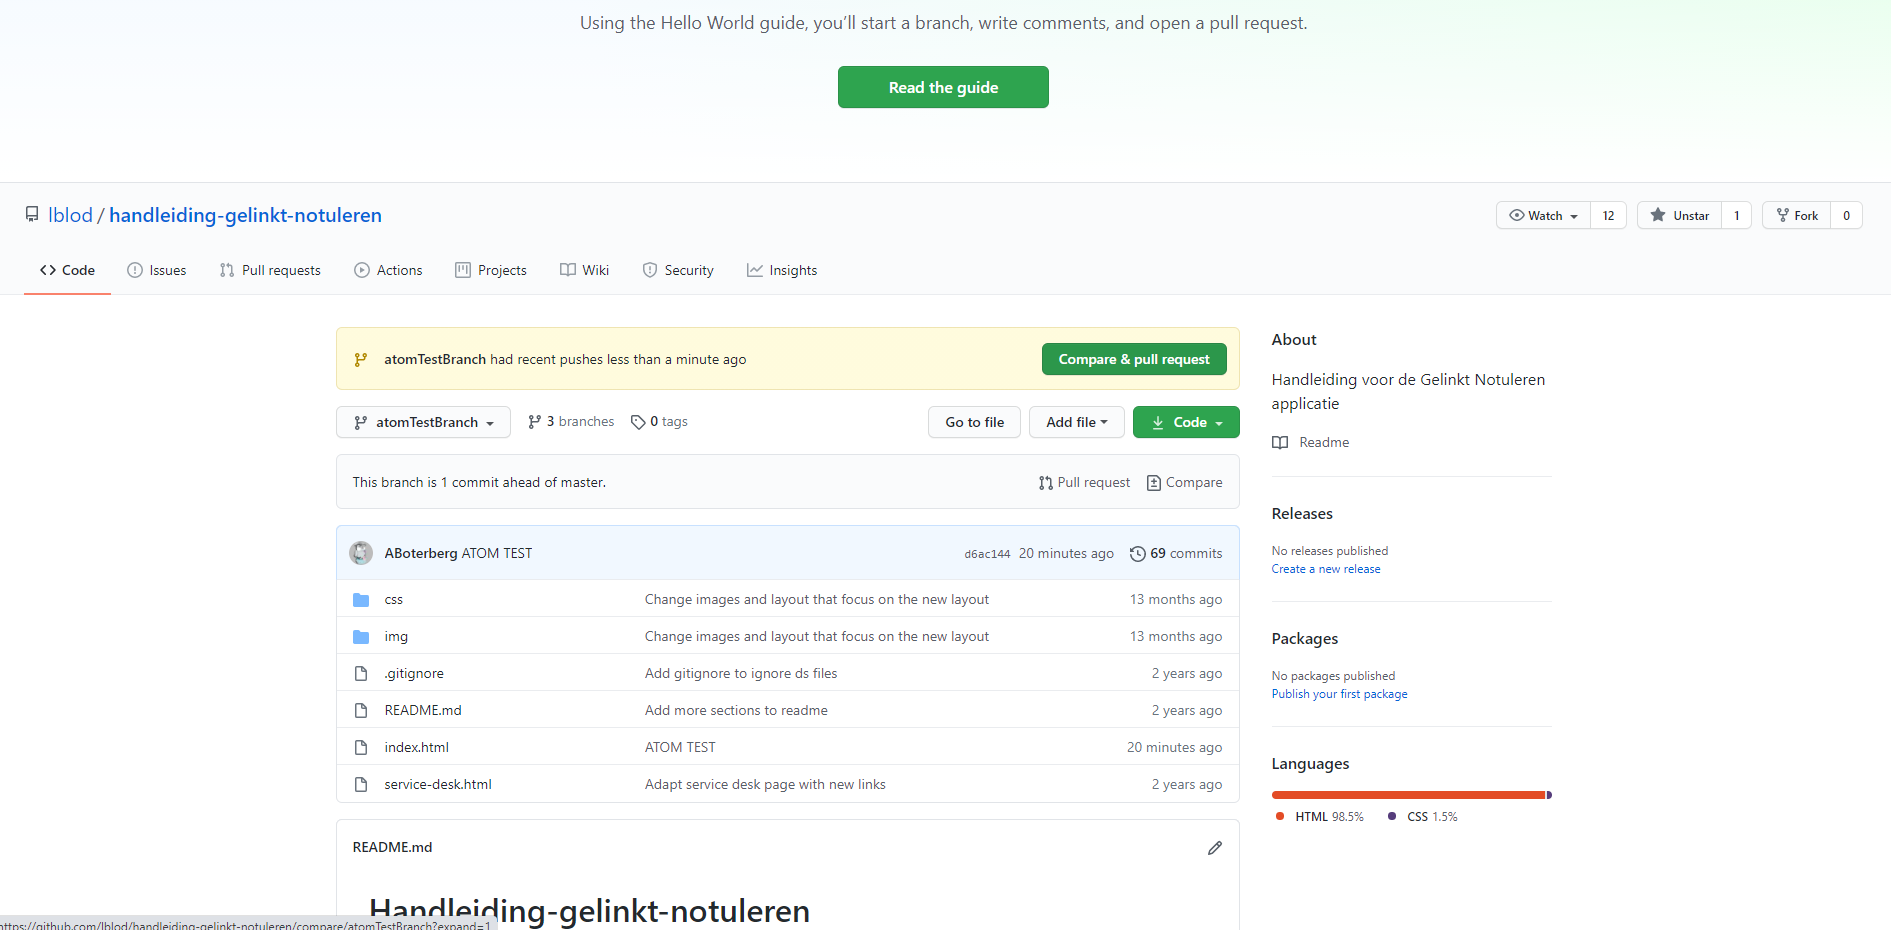 Using the Hello World guide, you’ll start a branch, write comments, and open a pull request.
Read the guide
lblod / handleiding-gelinkt-notuleren
Watch 12 Unstar 1 Fork 0
Code Issues Pull requests Actions Projects Wiki Security Insights
atomTestBranch had recent pushes less than a minute ago Compare & pull request
atomTestBranch 3 branches 0 tags Go to file Add file Code
This branch is 1 commit ahead of master. Pull request Compare
ABoterberg ATOM TEST d6ac144 20 minutes ago 69 commits
css Change images and layout that focus on the new layout 13 months ago
img Change images and layout that focus on the new layout 13 months ago
.gitignore Add gitignore to ignore ds files 2 years ago
README.md Add more sections to readme 2 years ago
index.html ATOM TEST 20 minutes ago
service-desk.html Adapt service desk page with new links 2 years ago
README.md
Handleiding-gelinkt-notuleren
About
Handleiding voor de Gelinkt Notuleren
applicatie
Readme
Releases
No releases published
Create a new release
Packages
No packages published
Publish your first package
Languages
HTML 98.5% CSS 1.5%
https://github.com/lblod/handleiding-gelinkt-notuleren/compare/atomTestBranch?expand=1